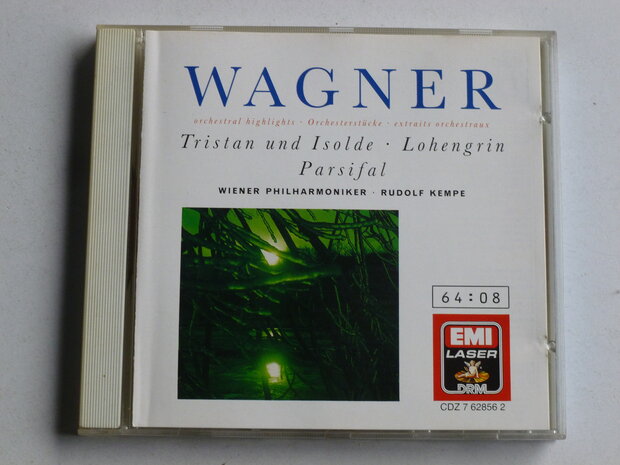 WAGNER
orchestral highlights · Orchesterstücke · extraits orchestraux
Tristan und Isolde · Lohengrin
Parsifal
WIENER PHILHARMONIKER · RUDOLF KEMPE
64:08
EMI
LASER
DRM
CDZ 7 62856 2